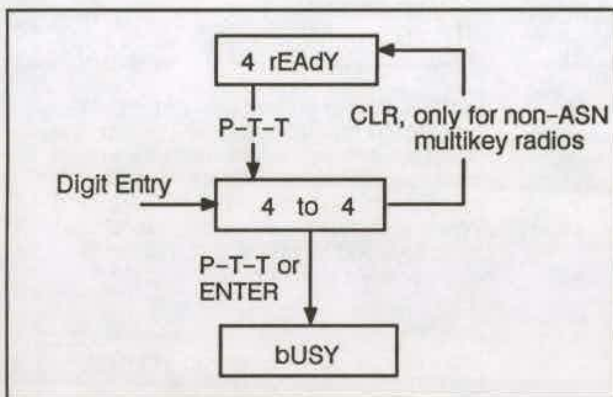 4 rEAdY
P-T-T
CLR, only for non-ASN
multikey radios
Digit Entry
4 to 4
P-T-T or
ENTER
bUSY